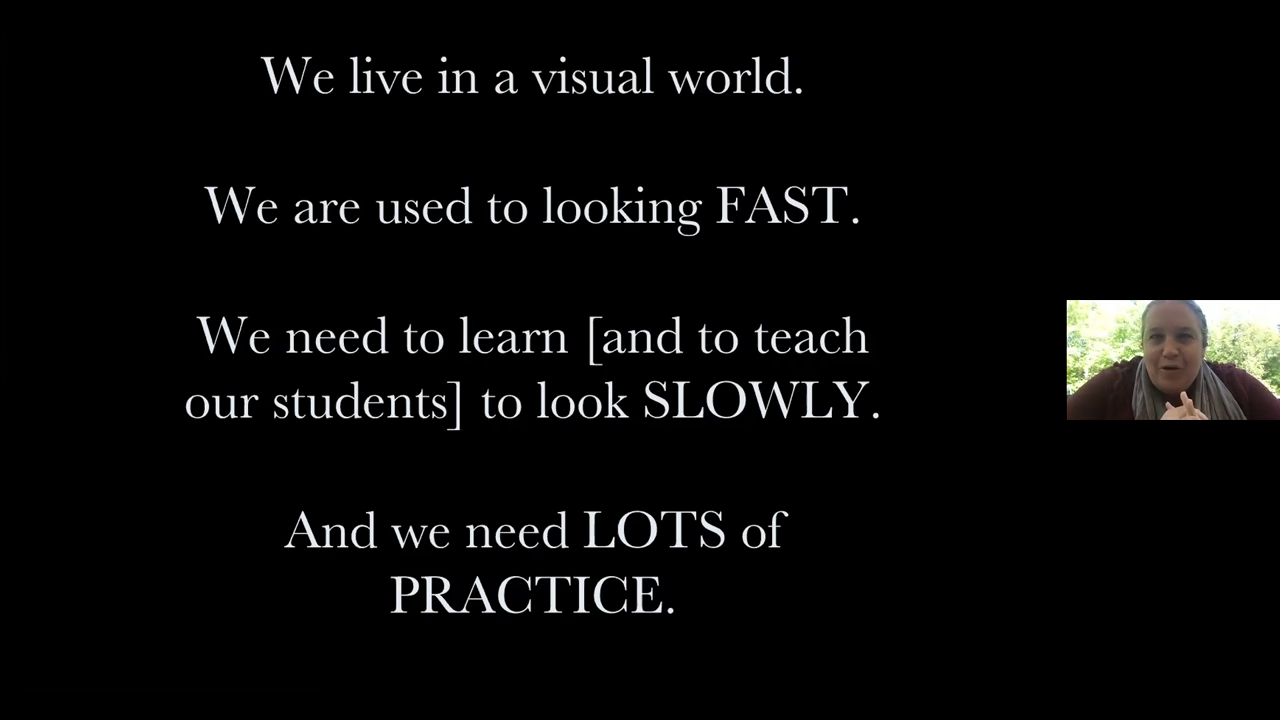 We live in a visual world.
We are used to looking FAST.
We need to learn [and to teach
our students] to look SLOWLY.
And we need LOTS of
PRACTICE.